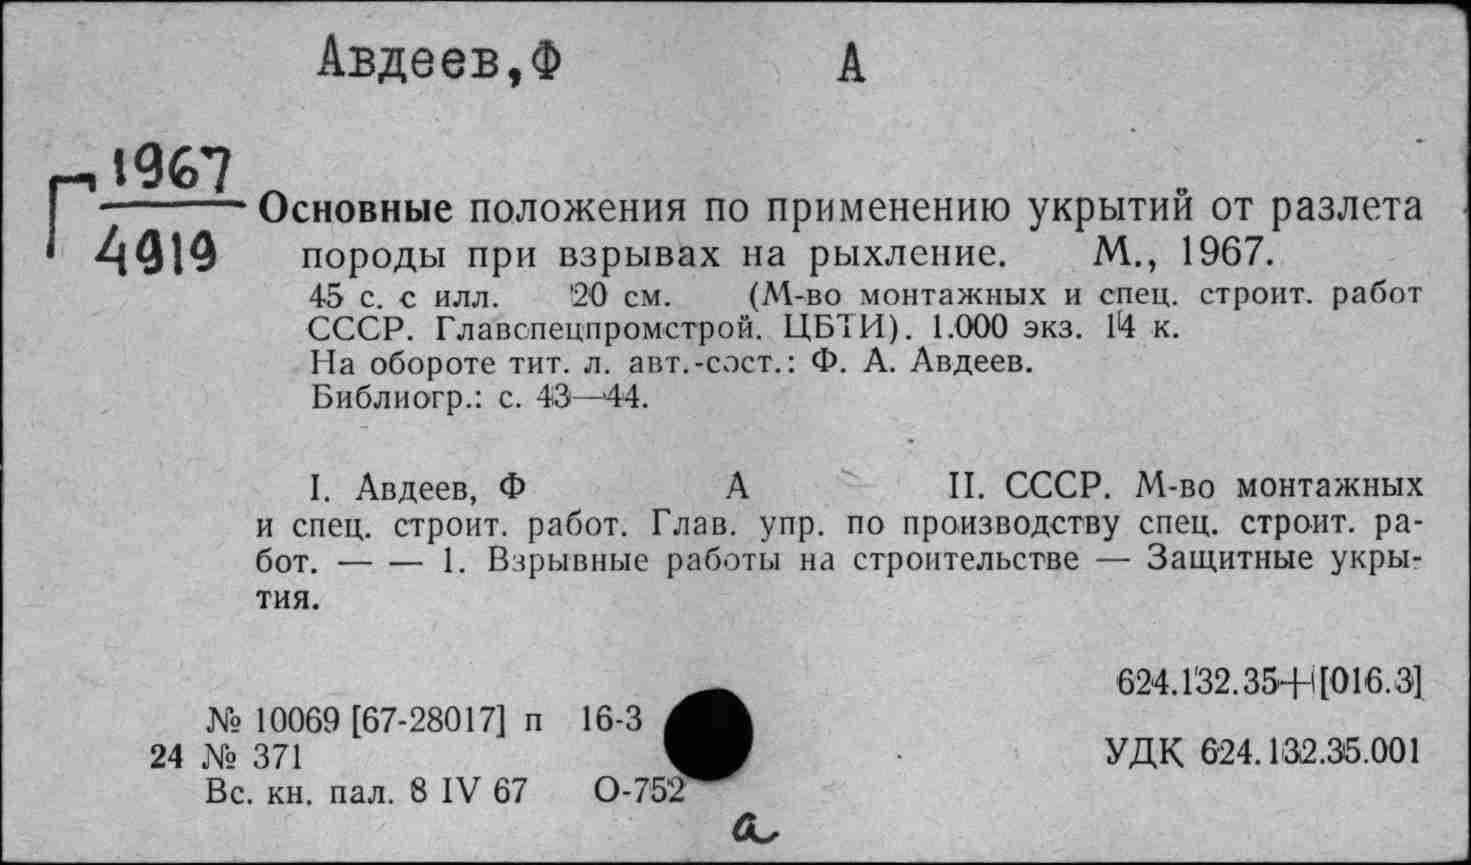 Авдеев,Ф А
Г 1967
4919
Основные положения по применению укрытий от разлета
породы при взрывах на рыхление. М., 1967.
45 с. с илл. 20 см. (М-во монтажных и спец. строит. работ
СССР. Главспецпромстрой. ЦБТИ). 1.000 экз. 14 к.
На обороте тит. л. авт.-сост.: Ф. А. Авдеев.
Библиогр.: с. 43—44.
I. Авдеев, Ф А II. СССР. М-во монтажных
и спец. строит. работ. Глав. упр. по производству спец. строит. ра-
бот. — — 1. Взрывные работы на строительстве — Защитные укры-
тия.
624.132.35+[016.3]
№ 10069 [67-28017] п 16-3
24 № 371
УДК 624.132.35.001
Вс. кн. пал. 8 IV 67 О-752
а